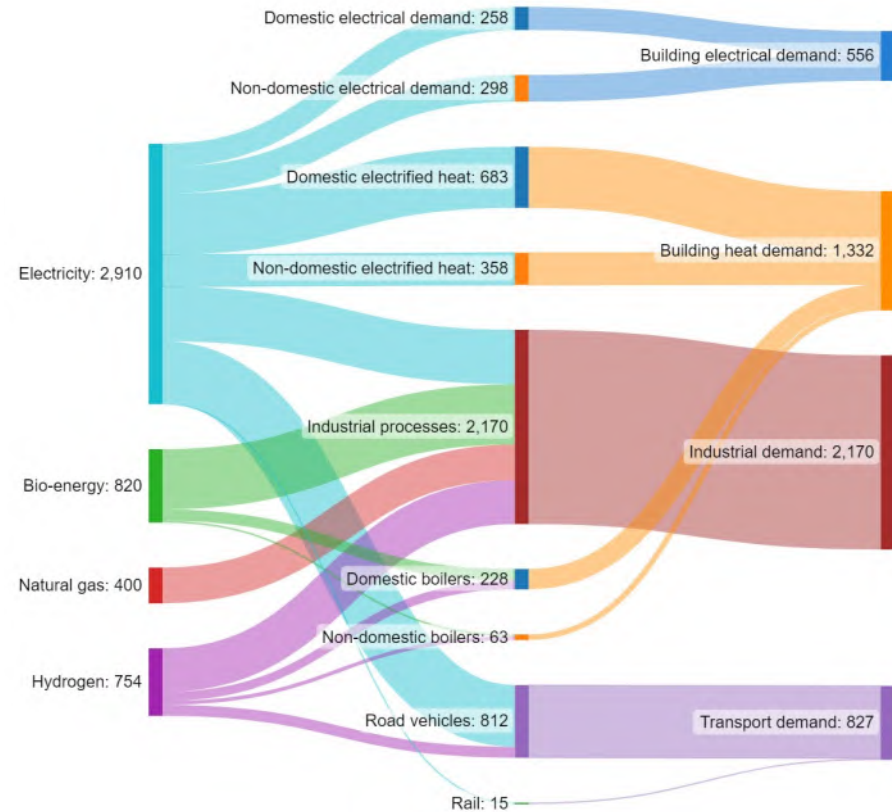 Domestic electrical demand: 258
Building electrical demand: 556
Non-domestic electrical demand: 298
Domestic electrified heat: 683
Building heat demand: 1,332
Electricity: 2,910
Non-domestic electrified heat: 358
Industrial processes: 2,170
Industrial demand: 2,170
Bio-energy: 820
Natural gas: 400
Domestic boilers: 228
Non-domestic boilers: 63
Hydrogen: 754
Road vehicles: 812
Transport demand: 827
Rail: 15